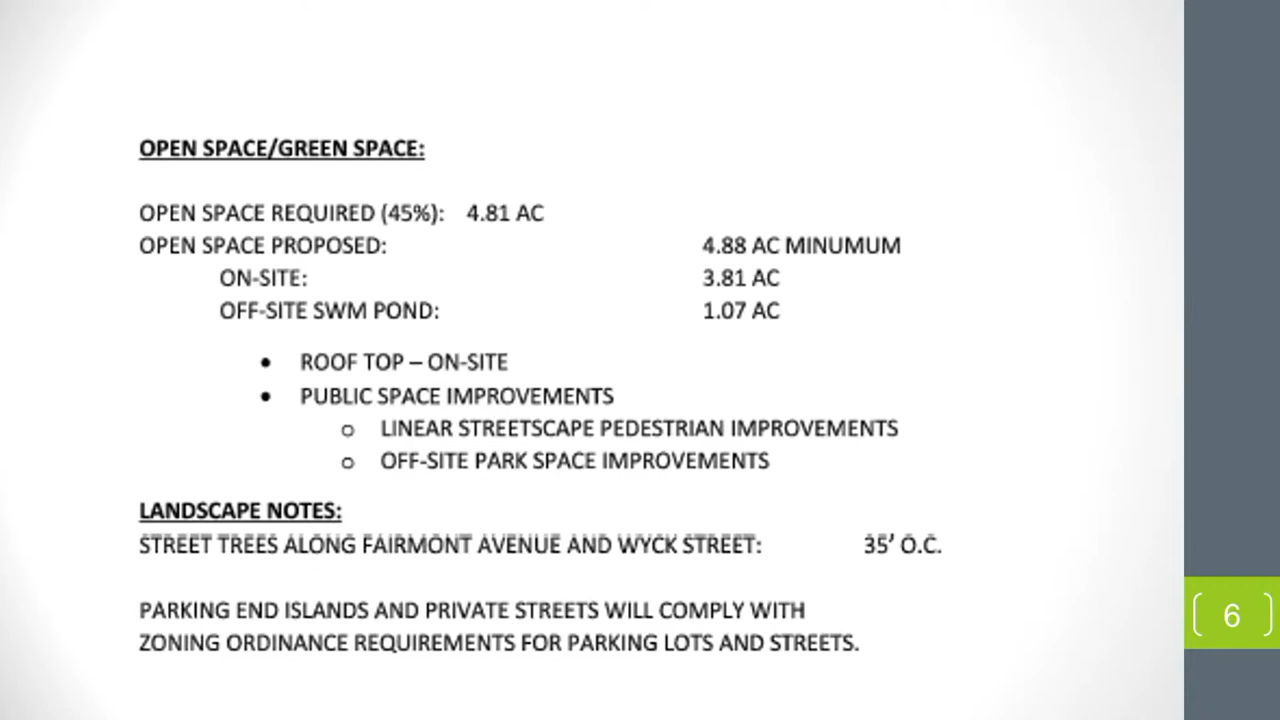 OPEN SPACE/GREEN SPACE:
OPEN SPACE REQUIRED (45%): 4.81 AC
OPEN SPACE PROPOSED: 4.88 AC MINUMUM
ON-SITE: 3.81 AC
OFF-SITE SWM POND: 1.07 AC
• ROOF TOP – ON-SITE
• PUBLIC SPACE IMPROVEMENTS
o LINEAR STREETSCAPE PEDESTRIAN IMPROVEMENTS
o OFF-SITE PARK SPACE IMPROVEMENTS
LANDSCAPE NOTES:
STREET TREES ALONG FAIRMONT AVENUE AND WYCK STREET: 35’ O.C.
PARKING END ISLANDS AND PRIVATE STREETS WILL COMPLY WITH
ZONING ORDINANCE REQUIREMENTS FOR PARKING LOTS AND STREETS.
6